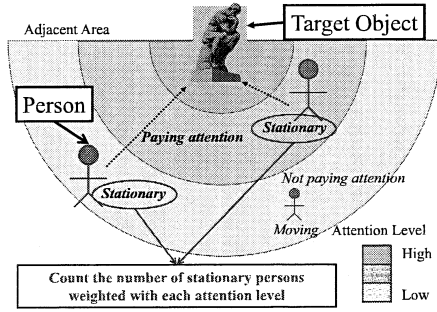 Target Object
Adjacent Area
Person
Paying attention
Stationary
Stationary
Not paying attention
Moving
Attention Level
High
Low
Count the number of stationary persons
weighted with each attention level